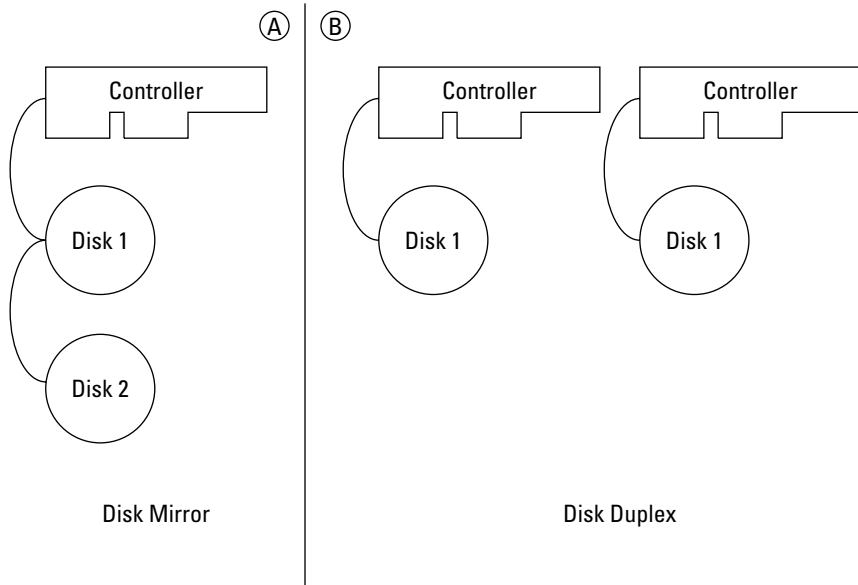 A
Controller
Disk 1
Disk 2
Disk Mirror
B
Controller
Controller
Disk 1
Disk 1
Disk Duplex